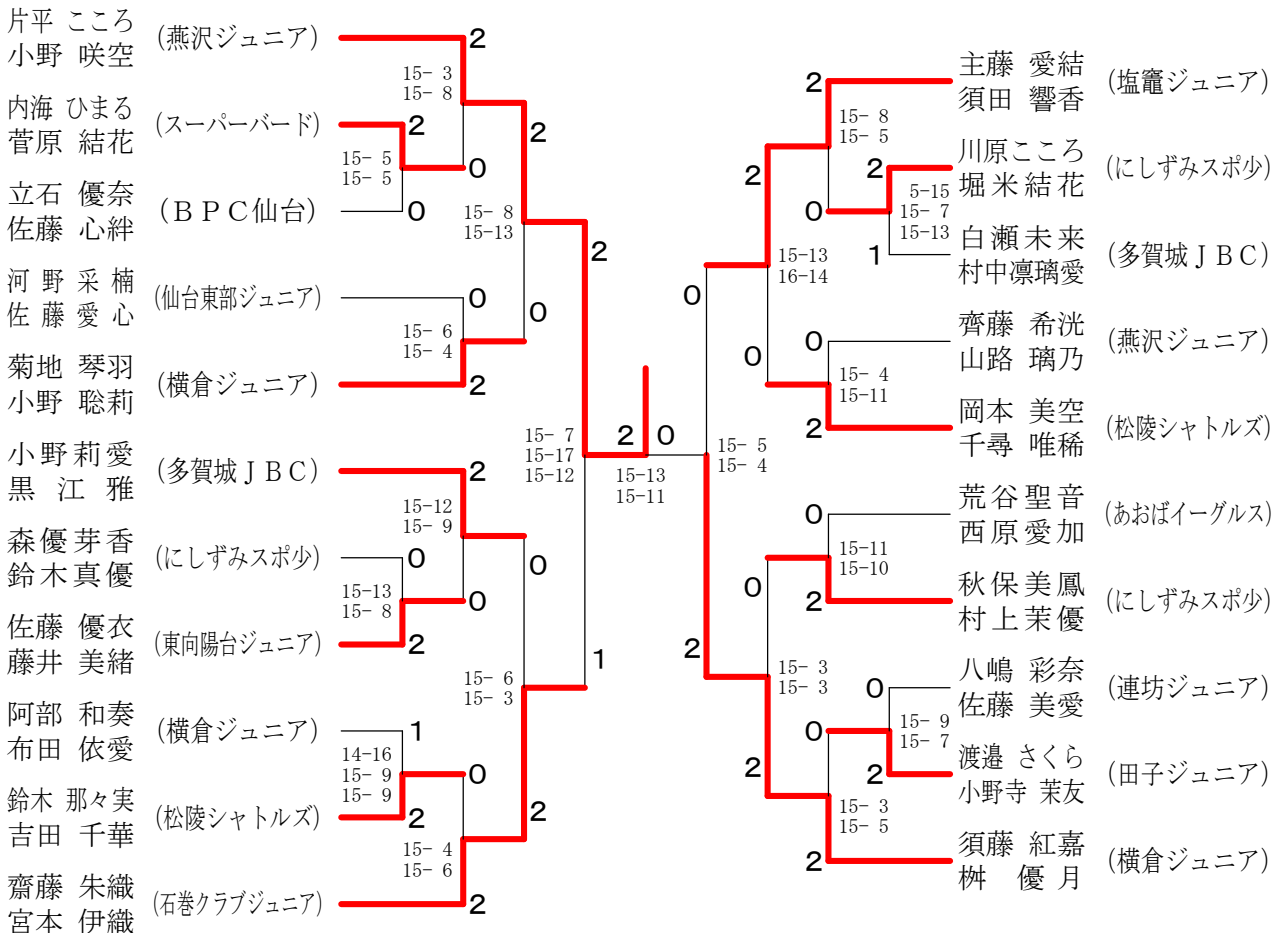 片平 こころ
小野 咲空
(燕沢ジュニア)
2
15- 3
15- 8
内海 ひまる
菅原 結花
(スーパーバード)
2
15- 5
15- 5
0
立石 優奈
佐藤 心絆
(ＢＰＣ仙台)
0
2
15- 8
15-13
河野采楠
佐藤愛心
(仙台東部ジュニア)
0
15- 6
15- 4
0
菊地 琴羽
小野 聡莉
(横倉ジュニア)
2
2
15- 7
15-17
15-12
小野莉愛
黒江雅
(多賀城ＪＢＣ)
2
15-12
15- 9
森優芽香
鈴木真優
(にしずみスポ少)
0
15-13
15- 8
0
佐藤 優衣
藤井 美緒
(東向陽台ジュニア)
2
0
15- 6
15- 3
1
阿部 和奏
布田 依愛
(横倉ジュニア)
1
14-16
15- 9
15- 9
0
鈴木 那々実
吉田 千華
(松陵シャトルズ)
2
15- 4
15- 6
2
齋藤 朱織
宮本 伊織
(石巻クラブジュニア)
2
2 0
15-13
15-11
主藤 愛結
須田 響香
(塩竈ジュニア)
2
15- 8
15- 5
川原こころ
堀米結花
(にしずみスポ少)
2
5-15
15- 7
15-13
0
白瀬未来
村中凛璃愛
(多賀城ＪＢＣ)
1
2
15-13
16-14
0
齊藤 希洸
山路 璃乃
(燕沢ジュニア)
0
15- 4
15-11
0
岡本 美空
千尋 唯稀
(松陵シャトルズ)
2
15- 5
15- 4
荒谷聖音
西原愛加
(あおばイーグルス)
0
15-11
15-10
0
秋保美鳳
村上茉優
(にしずみスポ少)
2
2
15- 3
15- 3
八嶋 彩奈
佐藤 美愛
(連坊ジュニア)
0
15- 9
15- 7
0
渡邉 さくら
小野寺 茉友
(田子ジュニア)
2
2
15- 3
15- 5
須藤 紅嘉
桝 優月
(横倉ジュニア)
2